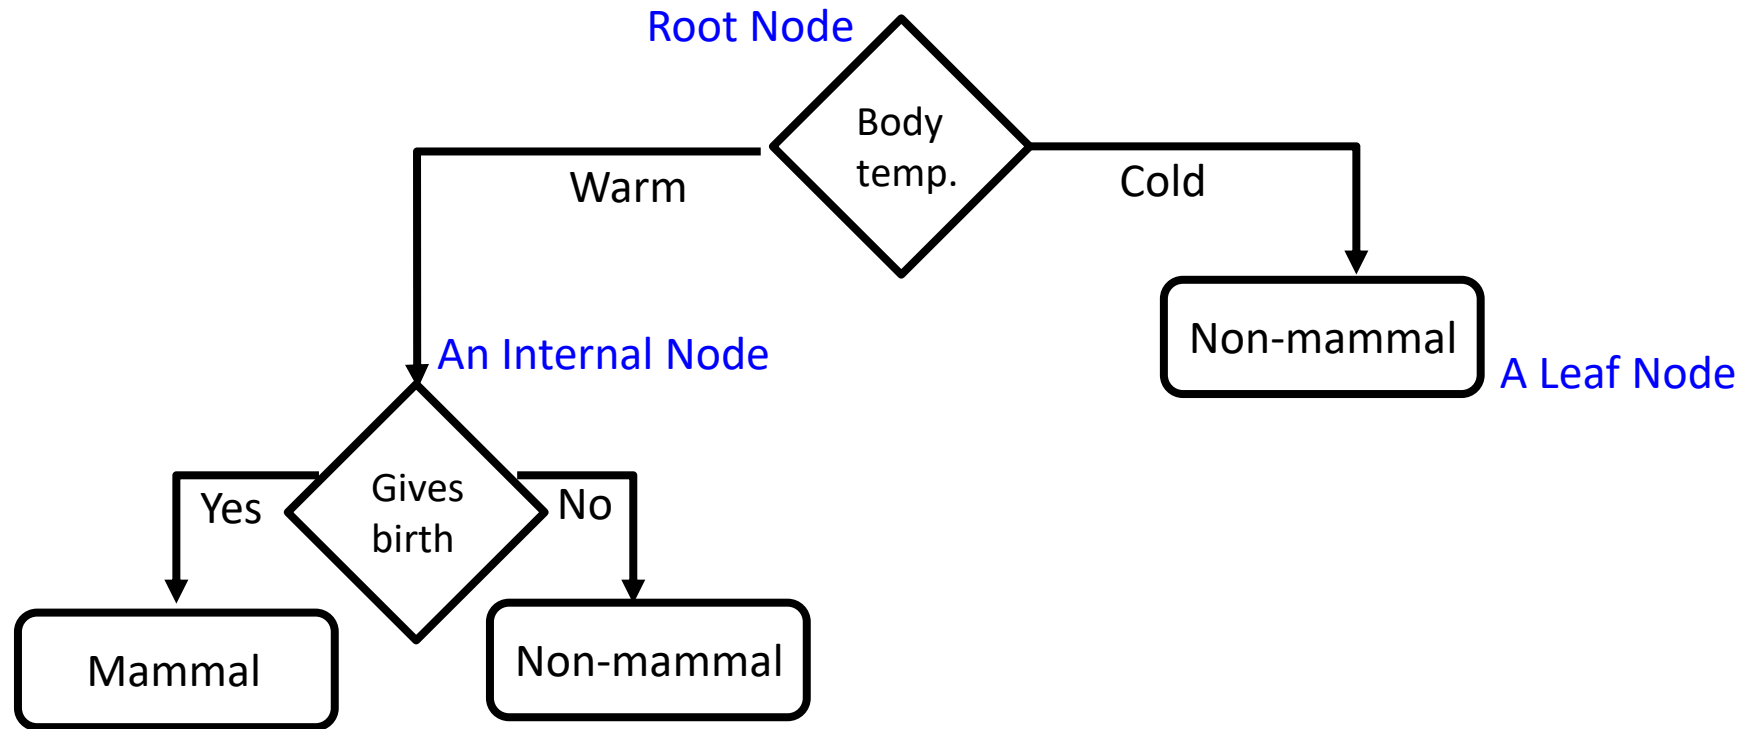 Root Node
Body
temp.
Warm
Cold
An Internal Node
Non-mammal
A Leaf Node
Yes
Gives
birth
No
Mammal
Non-mammal